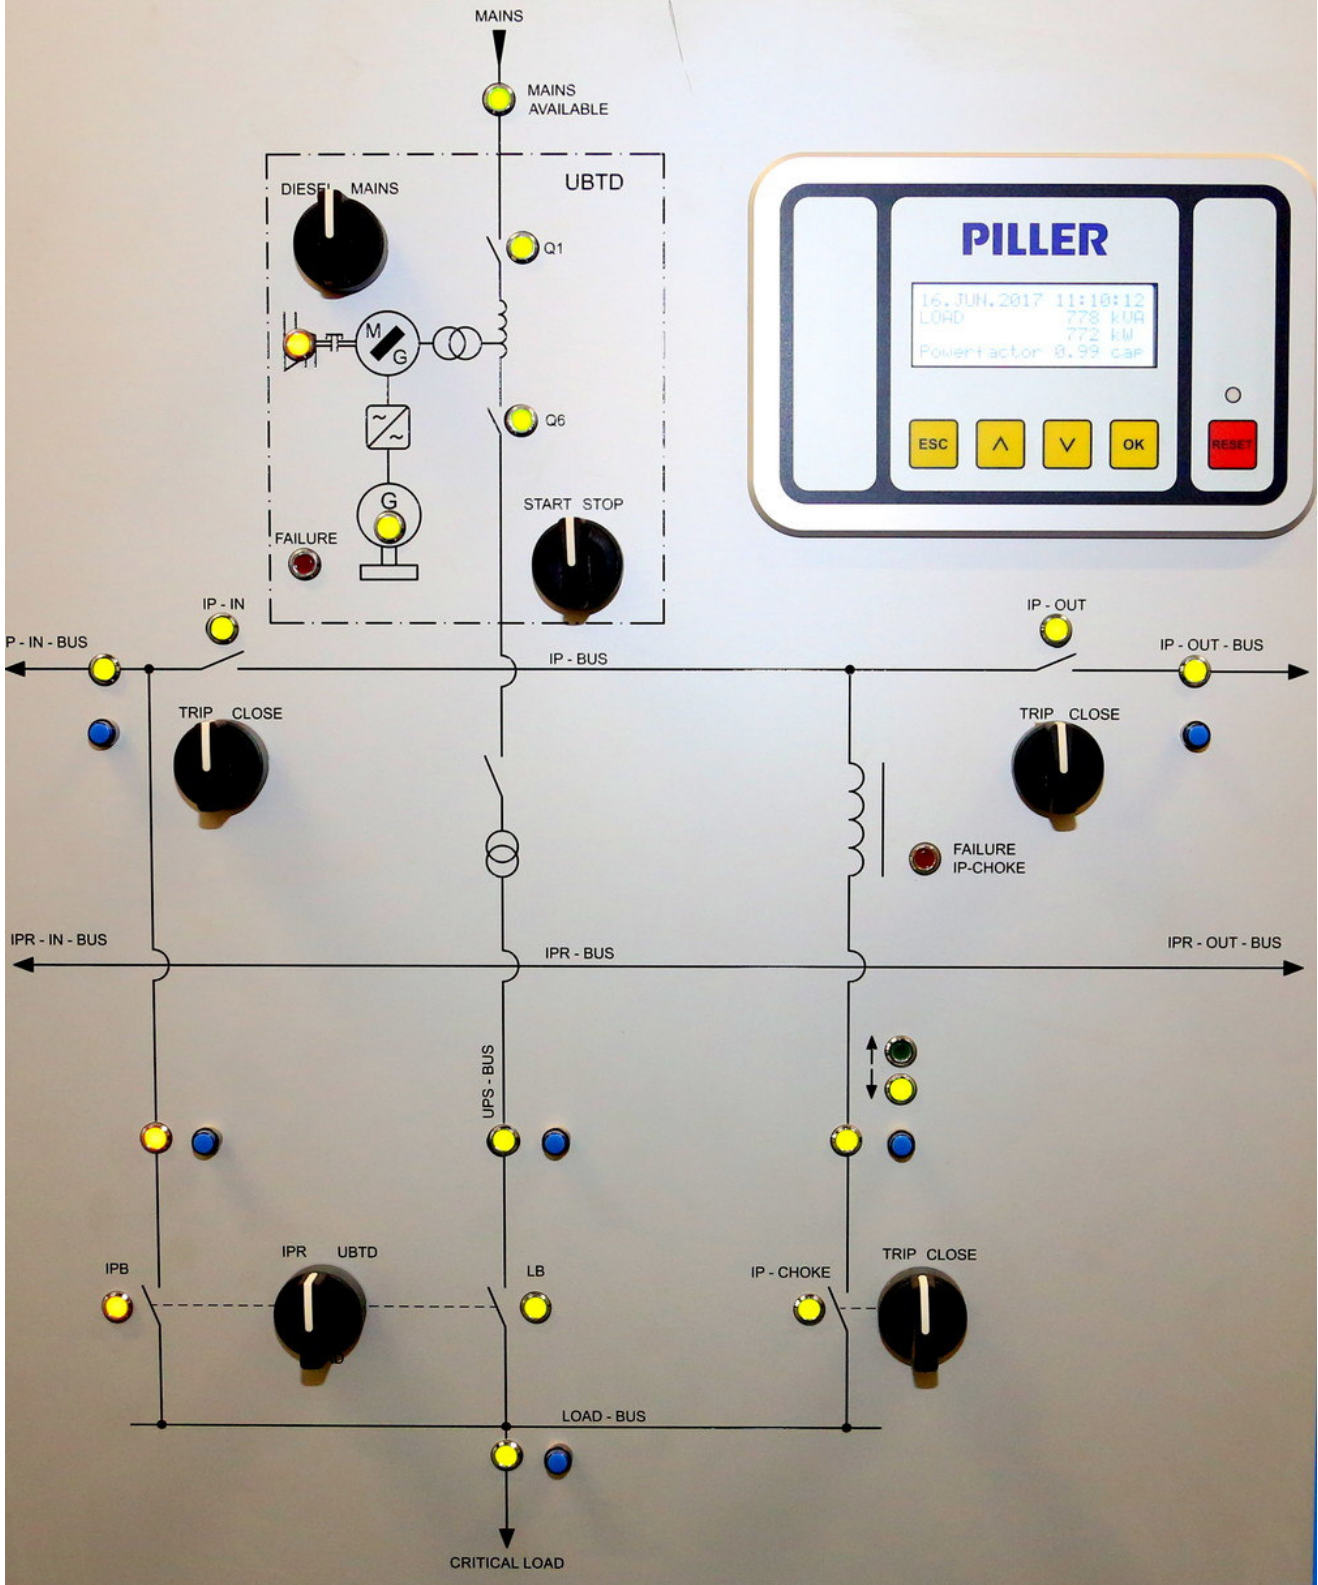 MAINS
MAINS
AVAILABLE
DIESEL MAINS
UBTD
Q1
M
G
Q6
G
FAILURE
START STOP
PILLER
16.JUN.2017 11:10:12
LOAD 778 kVA
772 kW
Powerfactor 0.99 cap
ESC
OK
RESET
IP - IN
IP - OUT
P - IN - BUS
IP - BUS
IP - OUT - BUS
TRIP CLOSE
TRIP CLOSE
FAILURE
IP-CHOKE
IPR - IN - BUS
IPR - BUS
IPR - OUT - BUS
UPS - BUS
IPR UBTD
TRIP CLOSE
IPB
LB
IP - CHOKE
LOAD - BUS
CRITICAL LOAD